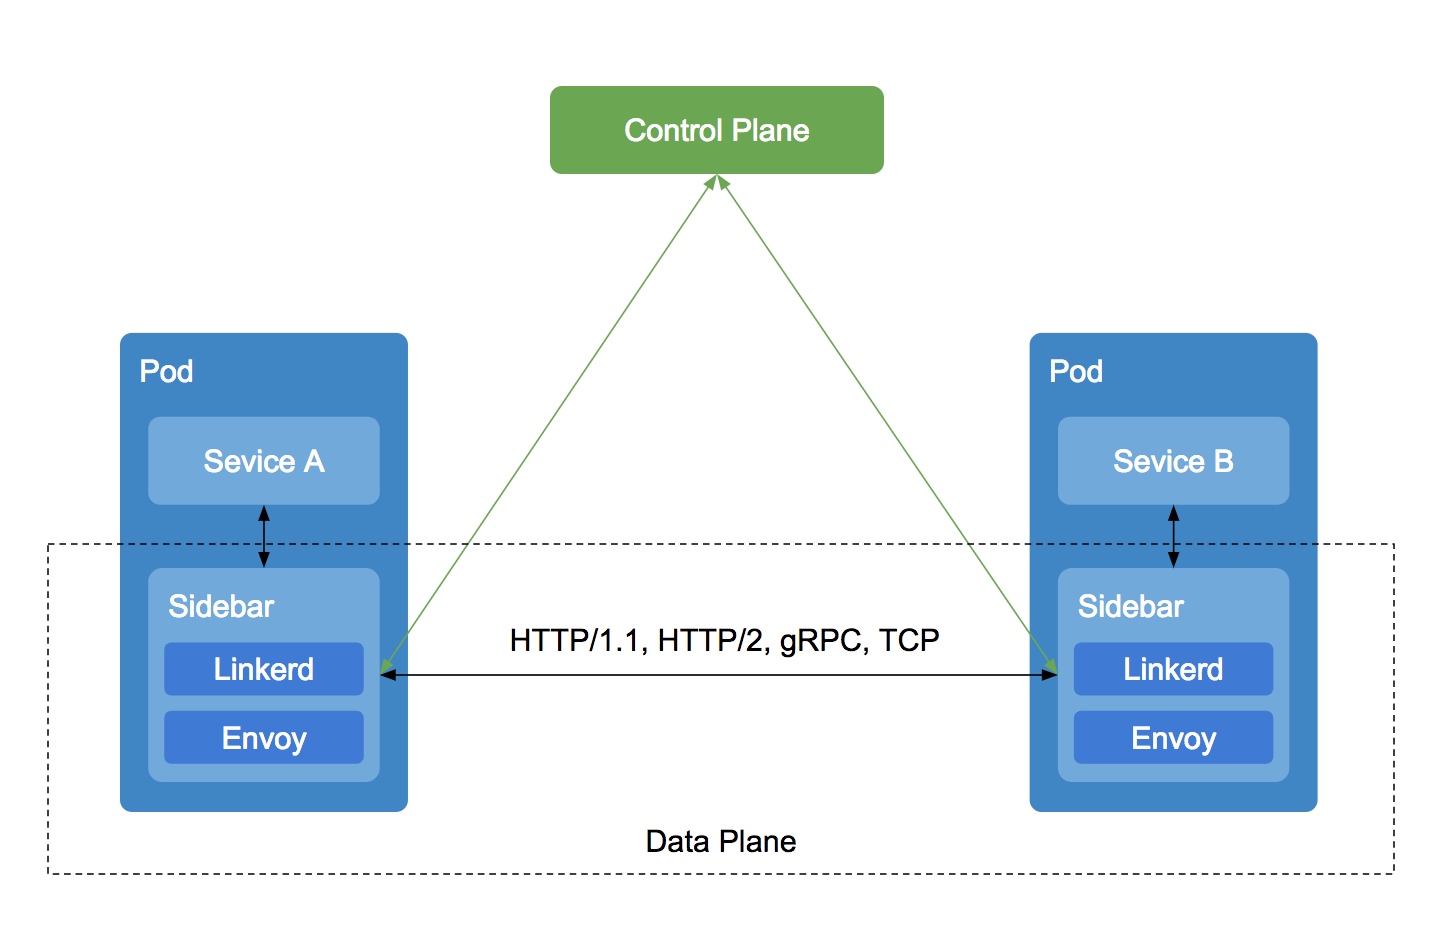 Control Plane
Pod
Sevice A
Sidebar
Linkerd
Envoy
HTTP/1.1, HTTP/2, gRPC, TCP
Pod
Sevice B
Sidebar
Linkerd
Envoy
Data Plane